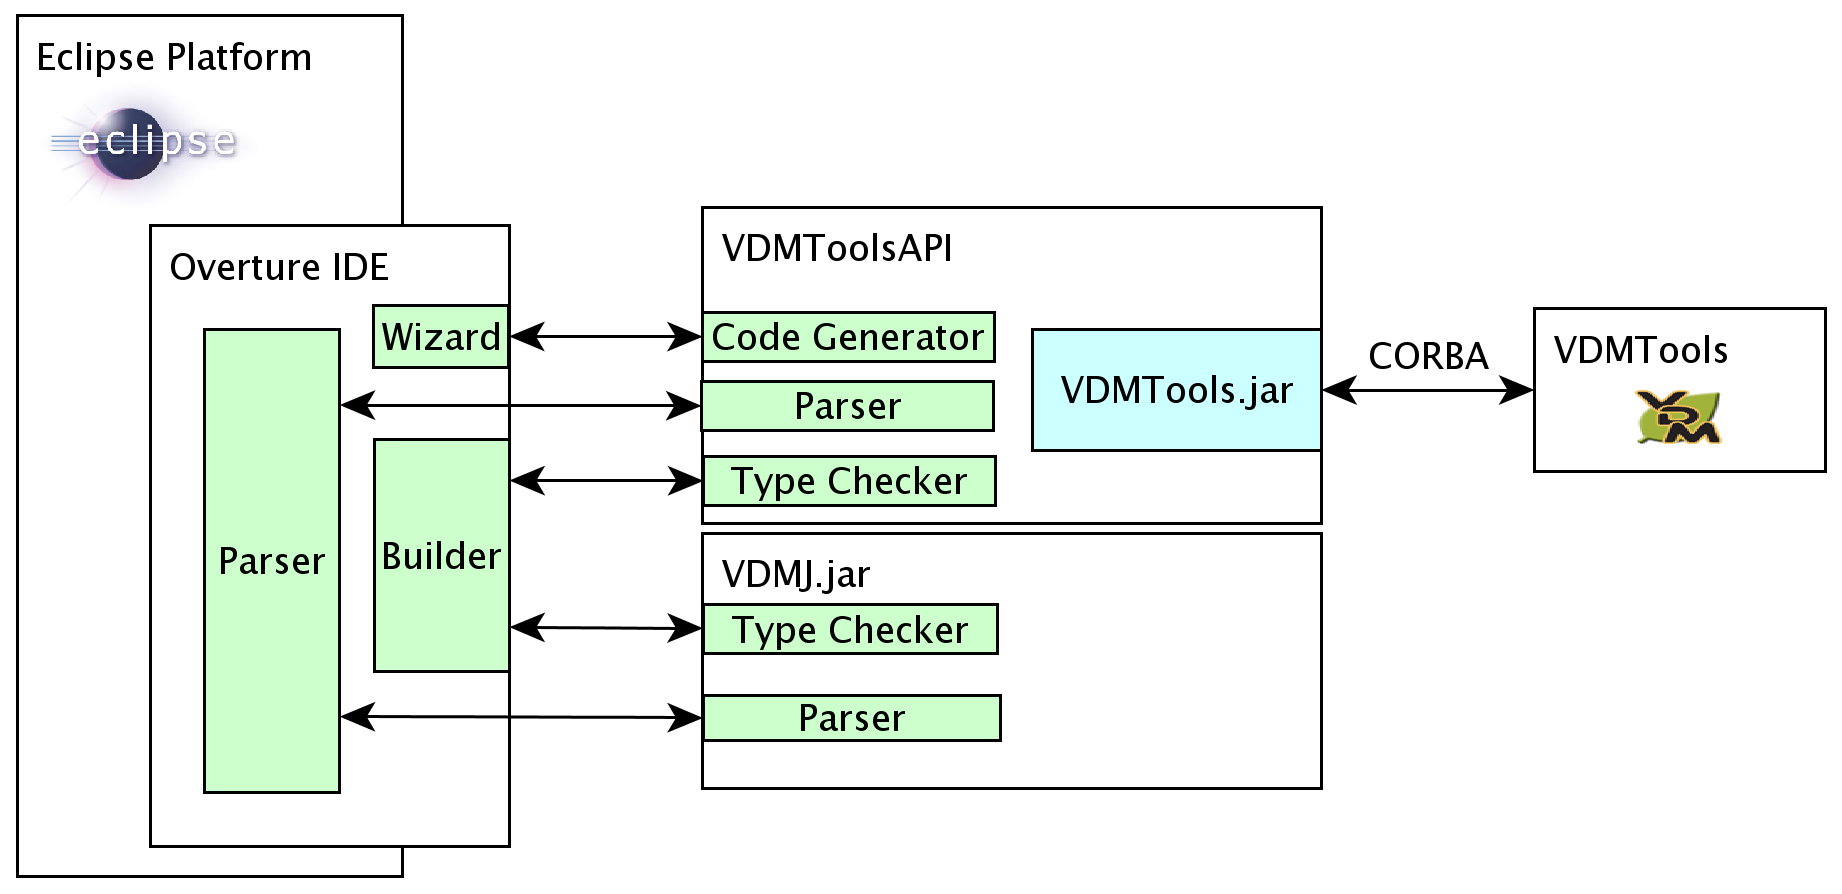 Eclipse Platform
eclipse
Overture IDE
Wizard
Parser
Builder
VDMToolsAPI
Code Generator
Parser
Type Checker
VDMTools.jar
CORBA
VDMTools
VDM
VDMJ.jar
Type Checker
Parser